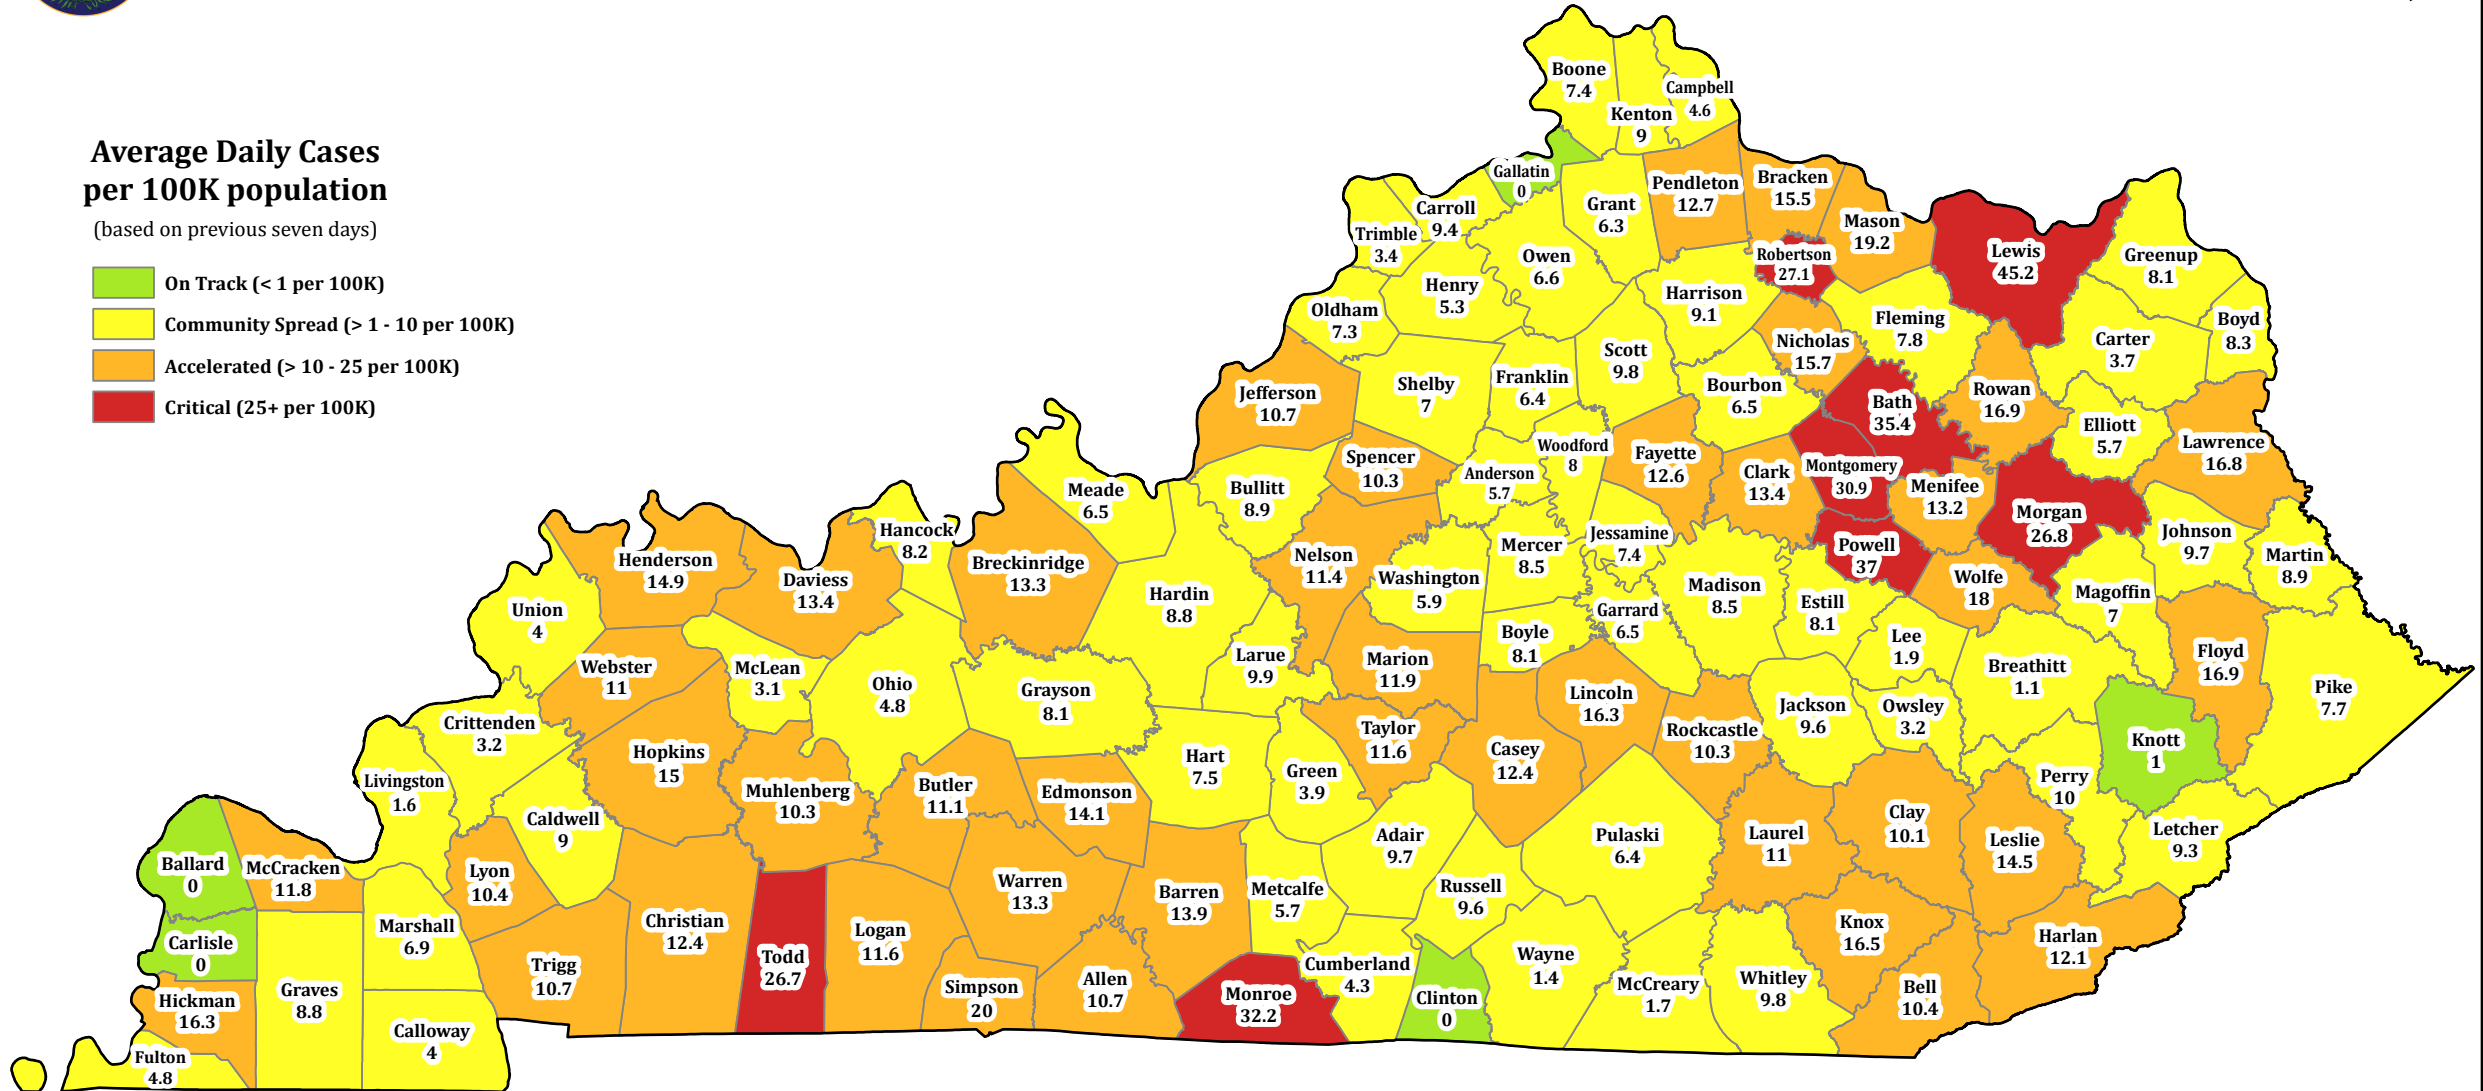 Average Daily Cases
per 100K population
(based on previous seven days)
On Track (< 1 per 100K)
Community Spread (> 1 - 10 per 100K)
Accelerated (> 10 - 25 per 100K)
Critical (25+ per 100K)
Boone
7.4
Kenton
9
Campbell
4.6
Gallatin
0
Carroll
9.4
Trimble
3.4
Grant
6.3
Pendleton
12.7
Bracken
15.5
Mason
19.2
Robertson
27.1
Lewis
45.2
Greenup
8.1
Boyd
8.3
Owen
6.6
Henry
5.3
Oldham
7.3
Harrison
9.1
Fleming
7.8
Carter
3.7
Nicholas
15.7
Scott
9.8
Franklin
6.4
Shelby
7
Jefferson
10.7
Bourbon
6.5
Bath
35.4
Rowan
16.9
Elliott
5.7
Lawrence
16.8
Spencer
10.3
Anderson
5.7
Woodford
8
Fayette
12.6
Clark
13.4
Montgomery
30.9
Menifee
13.2
Morgan
26.8
Johnson
9.7
Martin
8.9
Meade
6.5
Bullitt
8.9
Hancock
8.2
Breckinridge
13.3
Nelson
11.4
Washington
5.9
Mercer
8.5
Jessamine
7.4
Madison
8.5
Powell
37
Wolfe
18
Magoffin
7
Henderson
14.9
Daviess
13.4
Union
4
Hardin
8.8
Larue
9.9
Marion
11.9
Boyle
8.1
Garrard
6.5
Estill
8.1
Lee
1.9
Breathitt
1.1
Floyd
16.9
Pike
7.7
Webster
11
McLean
3.1
Ohio
4.8
Grayson
8.1
Taylor
11.6
Casey
12.4
Lincoln
16.3
Rockcastle
10.3
Jackson
9.6
Owsley
3.2
Knott
1
Perry
10
Crittenden
3.2
Hopkins
15
Hart
7.5
Green
3.9
Livingston
1.6
Caldwell
9
Muhlenberg
10.3
Butler
11.1
Edmonson
14.1
Adair
9.7
Pulaski
6.4
Laurel
11
Clay
10.1
Leslie
14.5
Letcher
9.3
Ballard
0
McCracken
11.8
Lyon
10.4
Warren
13.3
Barren
13.9
Metcalfe
5.7
Russell
9.6
Knox
16.5
Harlan
12.1
Carlisle
0
Marshall
6.9
Christian
12.4
Todd
26.7
Logan
11.6
Trigg
10.7
Simpson
20
Allen
10.7
Monroe
32.2
Cumberland
4.3
Clinton
0
Wayne
1.4
McCreary
1.7
Whitley
9.8
Bell
10.4
Hickman
16.3
Graves
8.8
Calloway
4
Fulton
4.8